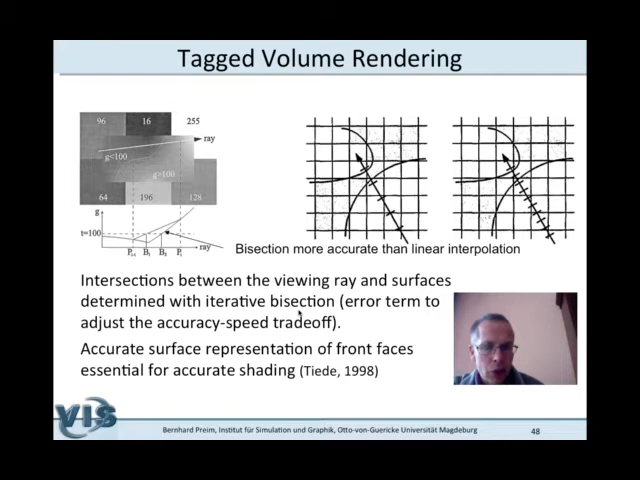 Tagged Volume Rendering
96 16 255
ray
g<100
g=100
64 196 128
g
t=100
ray
Bisection more accurate than linear interpolation
Intersections between the viewing ray and surfaces
determined with iterative bisection (error term to
adjust the accuracy-speed tradeoff).
Accurate surface representation of front faces
essential for accurate shading (Tiede, 1998)
VIS
Bernhard Preim, Institut für Simulation und Graphik, Otto-von-Guericke Universität Magdeburg
48